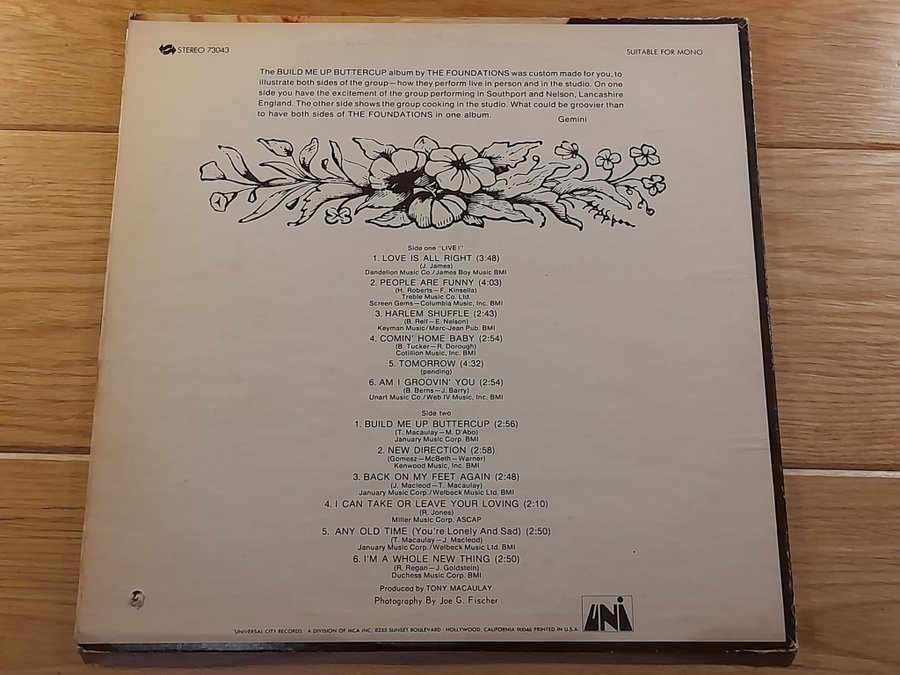 STEREO 73043
SUITABLE FOR MONO
The BUILD ME UP BUTTERCUP album by THE FOUNDATIONS was custom made for you, to
illustrate both sides of the group—how they perform live in person and in the studio. On one
side you have the excitement of the group performing in Southport and Nelson, Lancashire
England. The other side shows the group cooking in the studio. What could be groovier than
to have both sides of THE FOUNDATIONS in one album.
Gemini
Side one "LIVE!"
1. LOVE IS ALL RIGHT (3:48)
(J. James)
Dandelion Music Co./James Boy Music BMI
2. PEOPLE ARE FUNNY (4:03)
(H. Roberts—F. Kinsella)
Treble Music Co. Ltd.
Screen Gems—Columbia Music, Inc. BMI
3. HARLEM SHUFFLE (2:43)
(B. Relf—E. Nelson)
Keyman Music/Marc-Jean Pub. BMI
4. COMIN' HOME BABY (2:54)
(B. Tucker—R. Dorough)
Cotillion Music, Inc. BMI
5. TOMORROW (4:32)
(pending)
6. AM I GROOVIN' YOU (2:54)
(B. Berns—J. Barry)
Unart Music Co./Web IV Music, Inc. BMI
Side two
1. BUILD ME UP BUTTERCUP (2:56)
(T. Macaulay—M. D'Abo)
January Music Corp. BMI
2. NEW DIRECTION (2:58)
(Gomesz—McBeth—Warner)
Kenwood Music, Inc. BMI
3. BACK ON MY FEET AGAIN (2:48)
(J. Macleod—T. Macaulay)
January Music Corp./Welbeck Music Ltd. BMI
4. I CAN TAKE OR LEAVE YOUR LOVING (2:10)
(R. Jones)
Miller Music Corp. ASCAP
5. ANY OLD TIME (You're Lonely And Sad) (2:50)
(T. Macaulay—J. Macleod)
January Music Corp./Welbeck Music Ltd. BMI
6. I'M A WHOLE NEW THING (2:50)
(R. Regan—J. Goldstein)
Duchess Music Corp. BMI
Produced by TONY MACAULAY
Photography By Joe G. Fischer
UNIVERSAL CITY RECORDS · A DIVISION OF MCA INC. 8255 SUNSET BOULEVARD · HOLLYWOOD, CALIFORNIA 90046 PRINTED IN U.S.A.
UNI